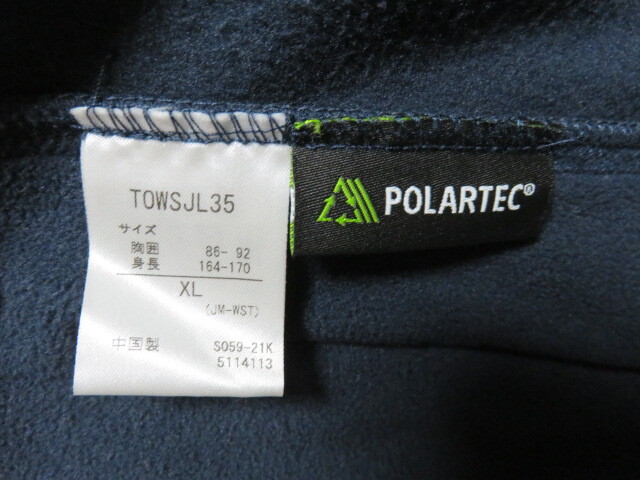 TOWSJL35
サイズ
胸囲 86- 92
身長 164-170
XL
(JM-WST)
中国製 S059-21K
5114113
POLARTEC®